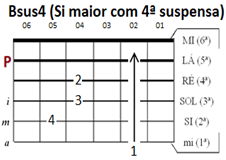 Bsus4 (Si maior com 4ª suspensa)
06 05 04 03 02 01
MI (6ª)
P LÁ (5ª)
2 RÉ (4ª)
i 3 SOL (3ª)
m 4 SI (2ª)
a mi (1ª)
1